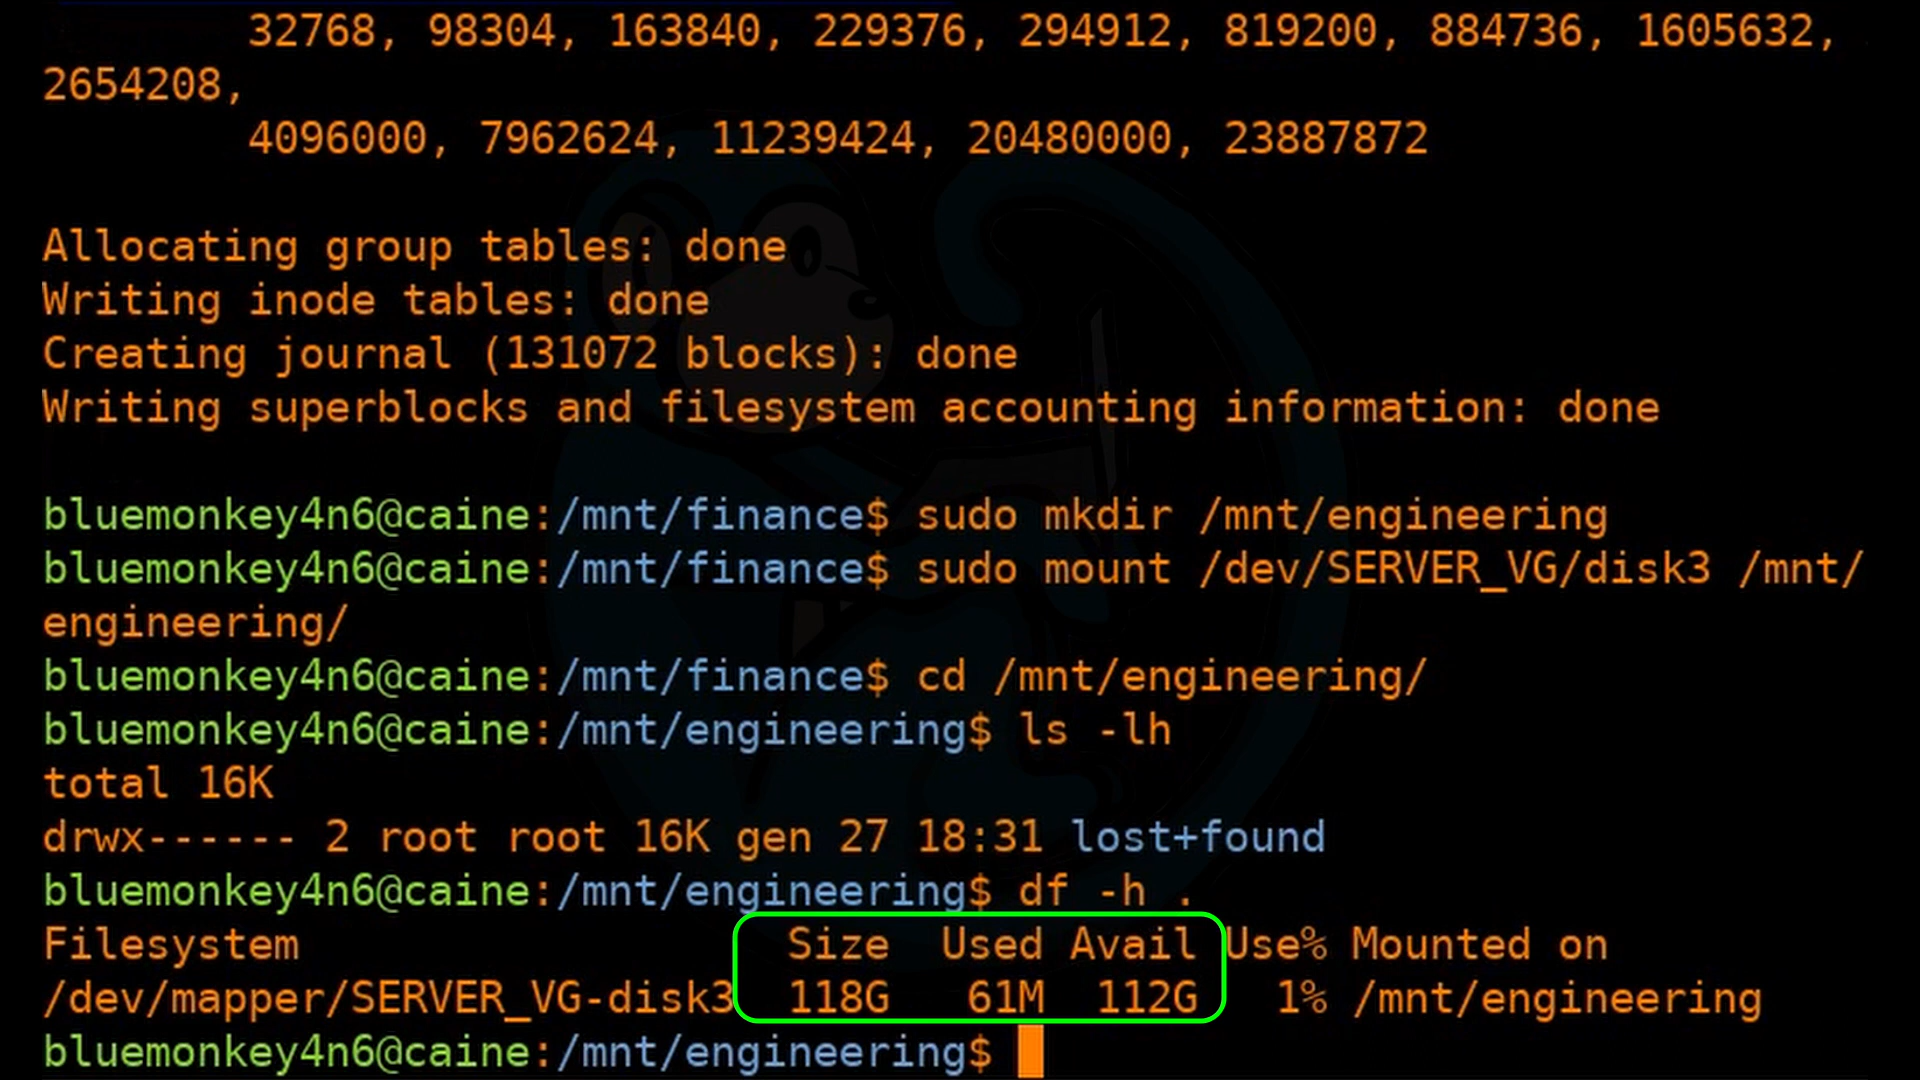 32768, 98304, 163840, 229376, 294912, 819200, 884736, 1605632,
2654208,
4096000, 7962624, 11239424, 20480000, 23887872
Allocating group tables: done
Writing inode tables: done
Creating journal (131072 blocks): done
Writing superblocks and filesystem accounting information: done
bluemonkey4n6@caine:/mnt/finance$ sudo mkdir /mnt/engineering
bluemonkey4n6@caine:/mnt/finance$ sudo mount /dev/SERVER_VG/disk3 /mnt/
engineering/
bluemonkey4n6@caine:/mnt/finance$ cd /mnt/engineering/
bluemonkey4n6@caine:/mnt/engineering$ ls -lh
total 16K
drwx------ 2 root root 16K gen 27 18:31 lost+found
bluemonkey4n6@caine:/mnt/engineering$ df -h .
Filesystem Size Used Avail Use% Mounted on
/dev/mapper/SERVER_VG-disk3 118G 61M 112G 1% /mnt/engineering
bluemonkey4n6@caine:/mnt/engineering$